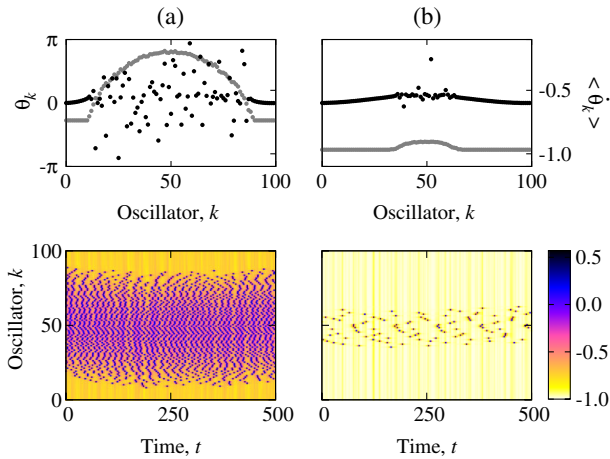 (a) (b)
π
0
-π
θk
0 50 100
Oscillator, k
0 50 100
Oscillator, k
-0.5
-1.0
< θ̇k >
100
50
0
Oscillator, k
0 250 500
Time, t
0 250 500
Time, t
0.5
0.0
-0.5
-1.0